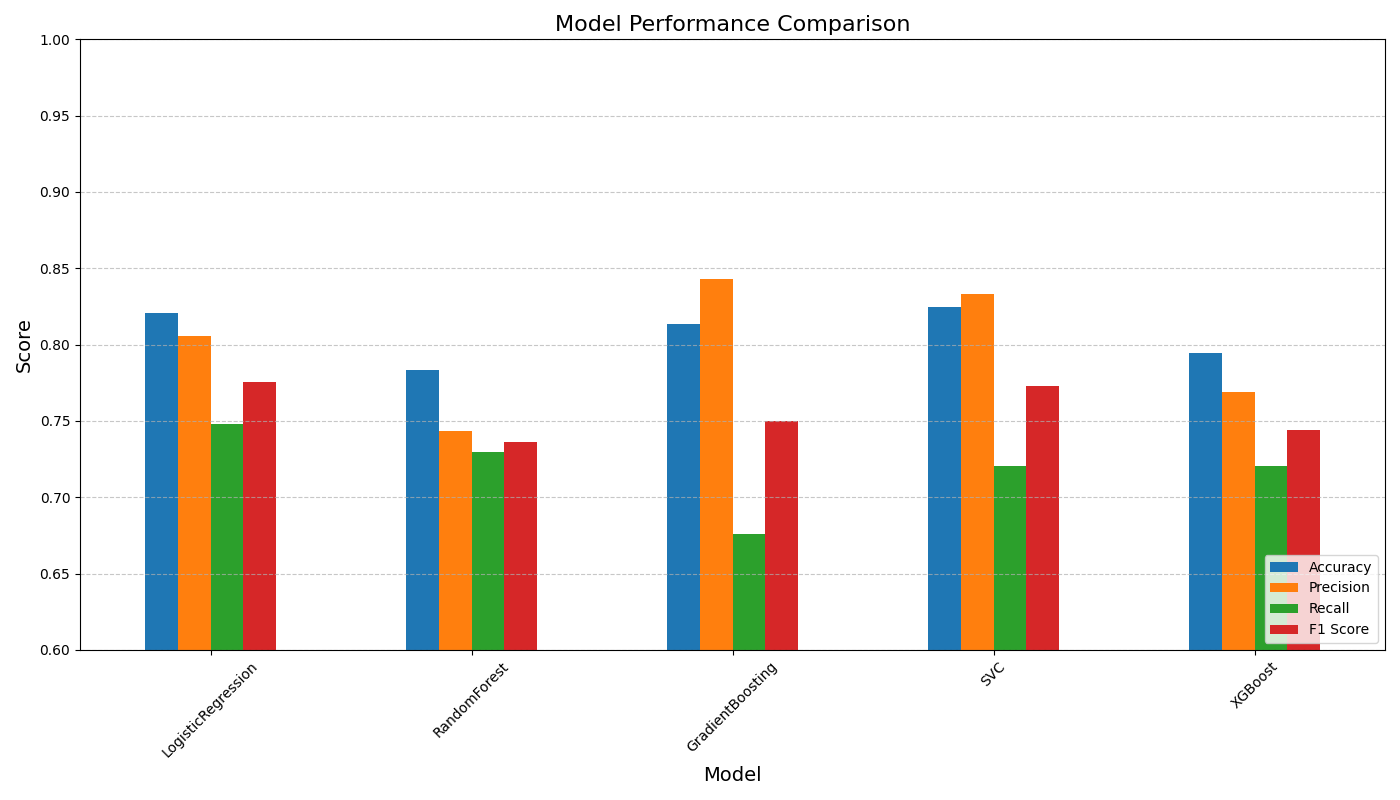 Model Performance Comparison
1.00
0.95
0.90
0.85
0.80
0.75
0.70
0.65
0.60
Score
Accuracy
Precision
Recall
F1 Score
LogisticRegression
RandomForest
GradientBoosting
SVC
XGBoost
Model